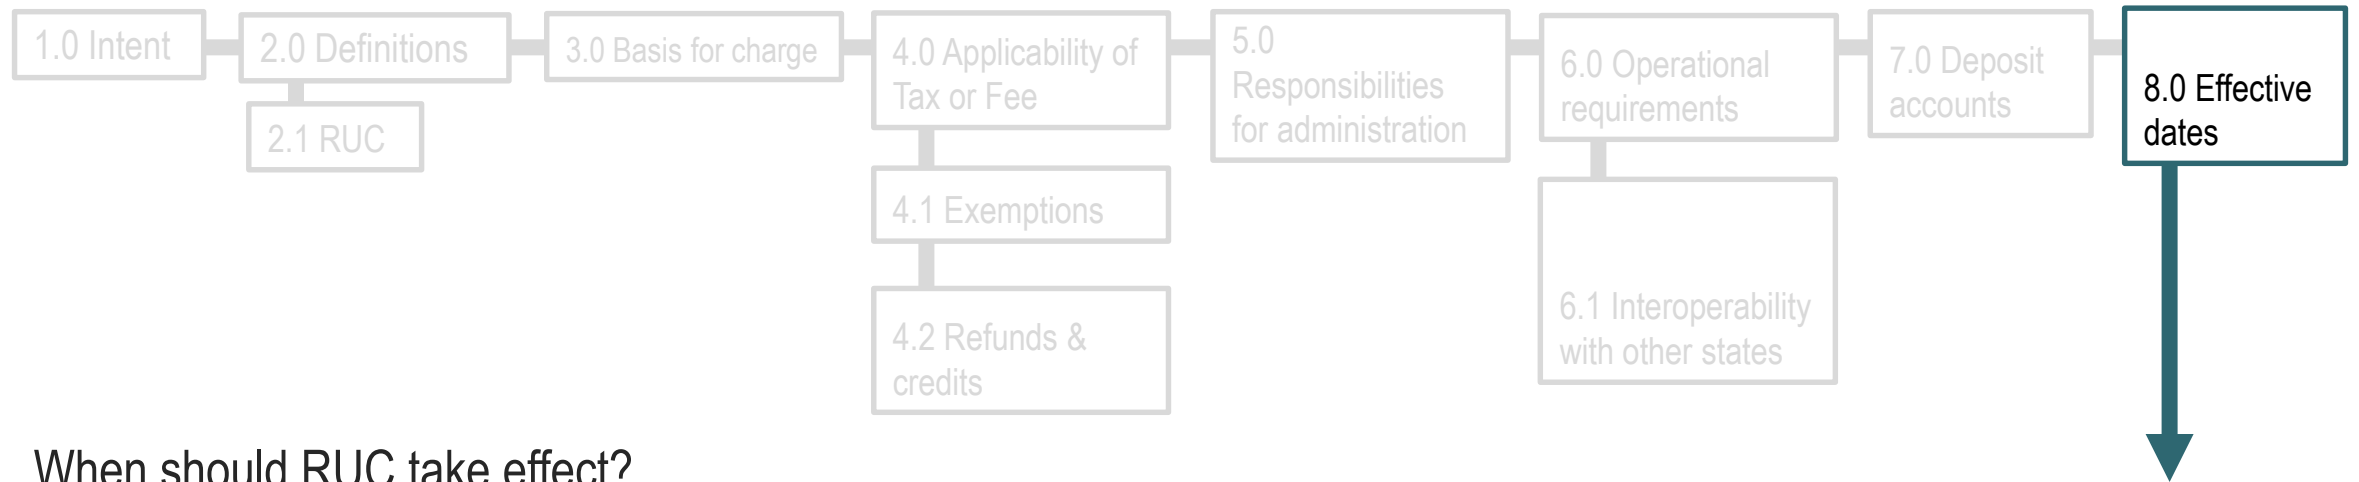 1.0 Intent
2.0 Definitions
2.1 RUC
3.0 Basis for charge
4.0 Applicability of
Tax or Fee
4.1 Exemptions
4.2 Refunds &
credits
5.0
Responsibilities
for administration
6.0 Operational
requirements
6.1 Interoperability
with other states
7.0 Deposit
accounts
8.0 Effective
dates
When should RUC take effect?